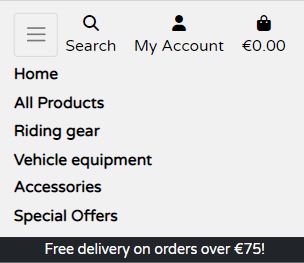 Search My Account €0.00
Home
All Products
Riding gear
Vehicle equipment
Accessories
Special Offers
Free delivery on orders over €75!